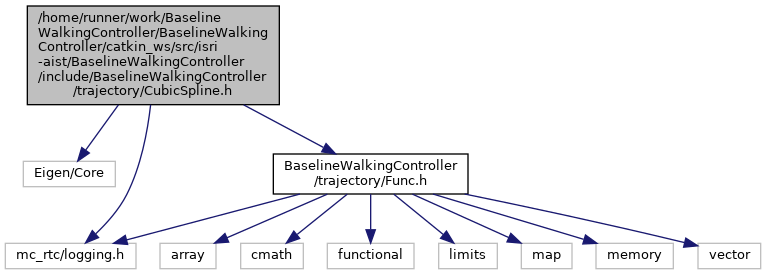 /home/runner/work/Baseline
WalkingController/BaselineWalking
Controller/catkin_ws/src/isri
-aist/BaselineWalkingController
/include/BaselineWalkingController
/trajectory/CubicSpline.h
BaselineWalkingController
/trajectory/Func.h
Eigen/Core
mc_rtc/logging.h
array
cmath
functional
limits
map
memory
vector